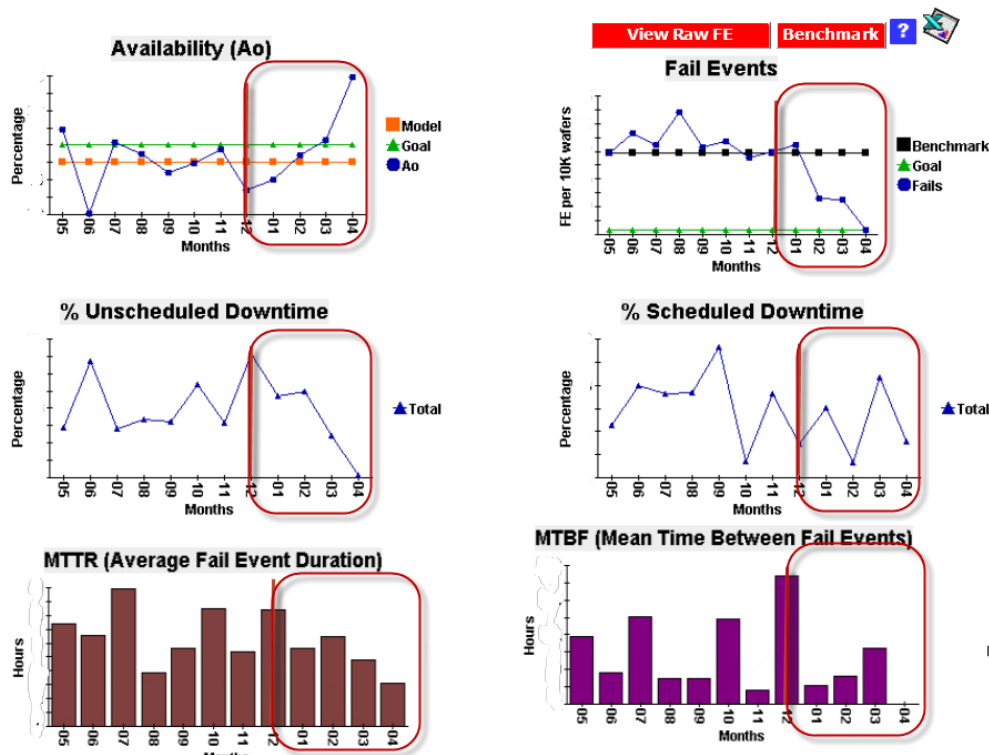 View Raw FE
Benchmark
?
Availability (Ao)
Percentage
05
06
07
08
09
10
11
12
01
02
03
04
Months
Model
Goal
Ao
Fail Events
FE per 10K wafers
05
06
07
08
09
10
11
12
01
02
03
04
Months
Benchmark
Goal
Fails
% Unscheduled Downtime
Percentage
05
06
07
08
09
10
11
12
01
02
03
04
Months
Total
% Scheduled Downtime
Percentage
05
06
07
08
09
10
11
12
01
02
03
04
Months
Total
MTTR (Average Fail Event Duration)
Hours
05
06
07
08
09
10
11
12
01
02
03
04
Months
MTBF (Mean Time Between Fail Events)
Hours
05
06
07
08
09
10
11
12
01
02
03
04
Months